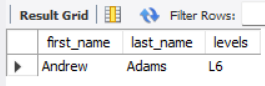 Result Grid Filter Rows:
first_name last_name levels
Andrew Adams L6